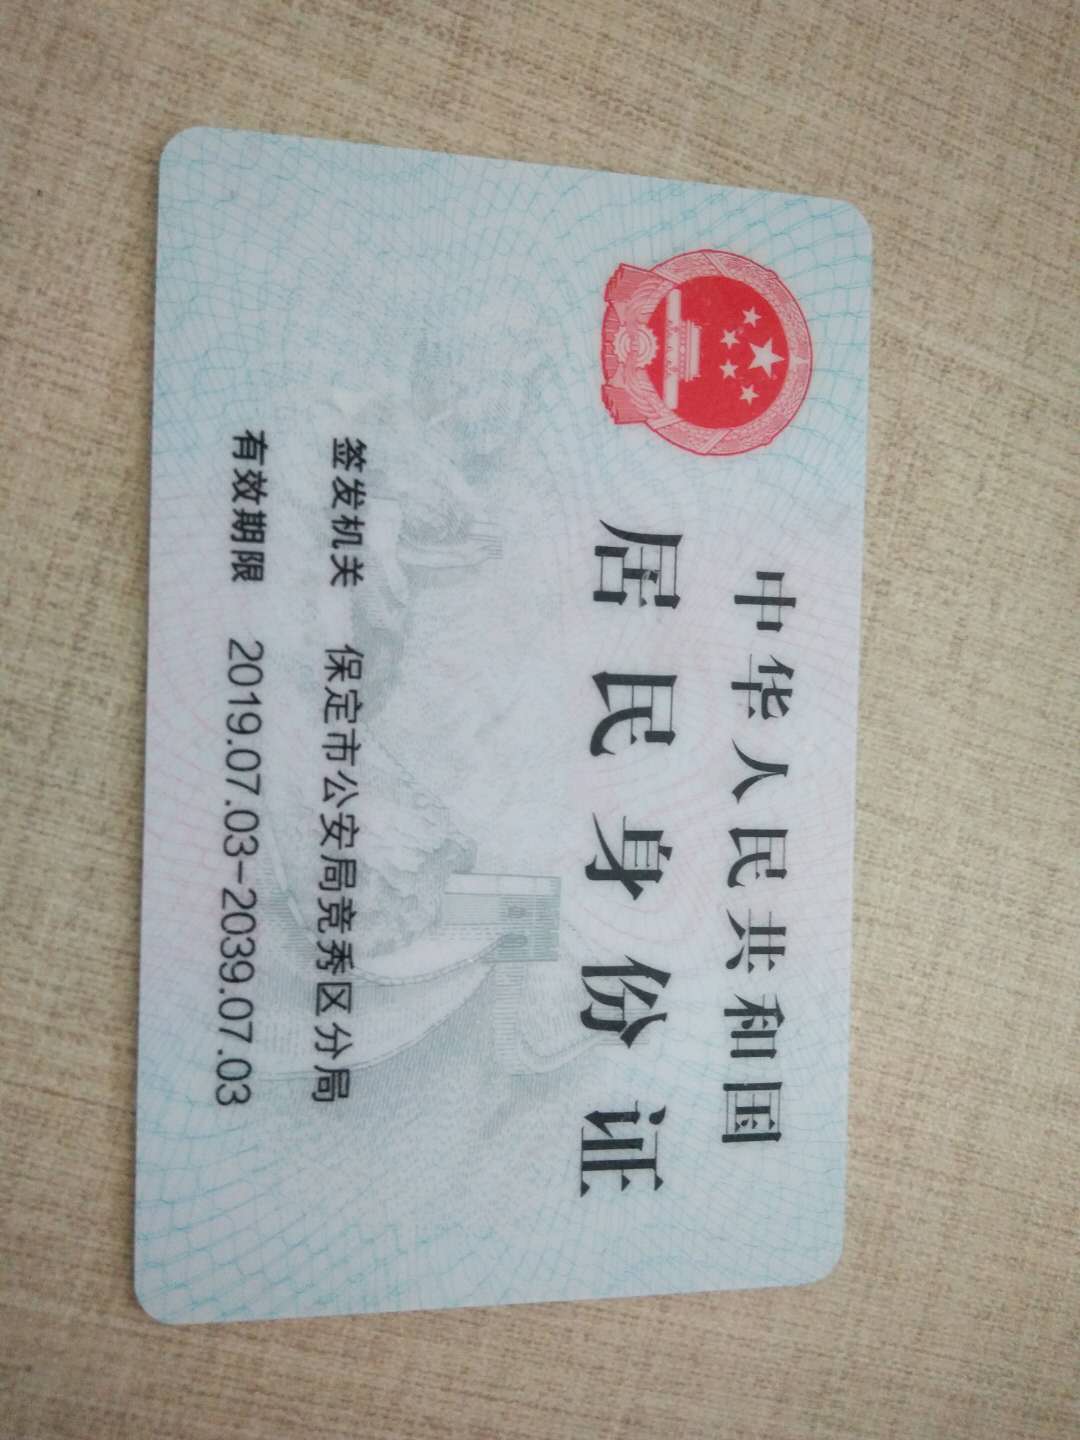 中华人民共和国
居民身份证
签发机关 保定市公安局竞秀区分局
有效期限 2019.07.03-2039.07.03